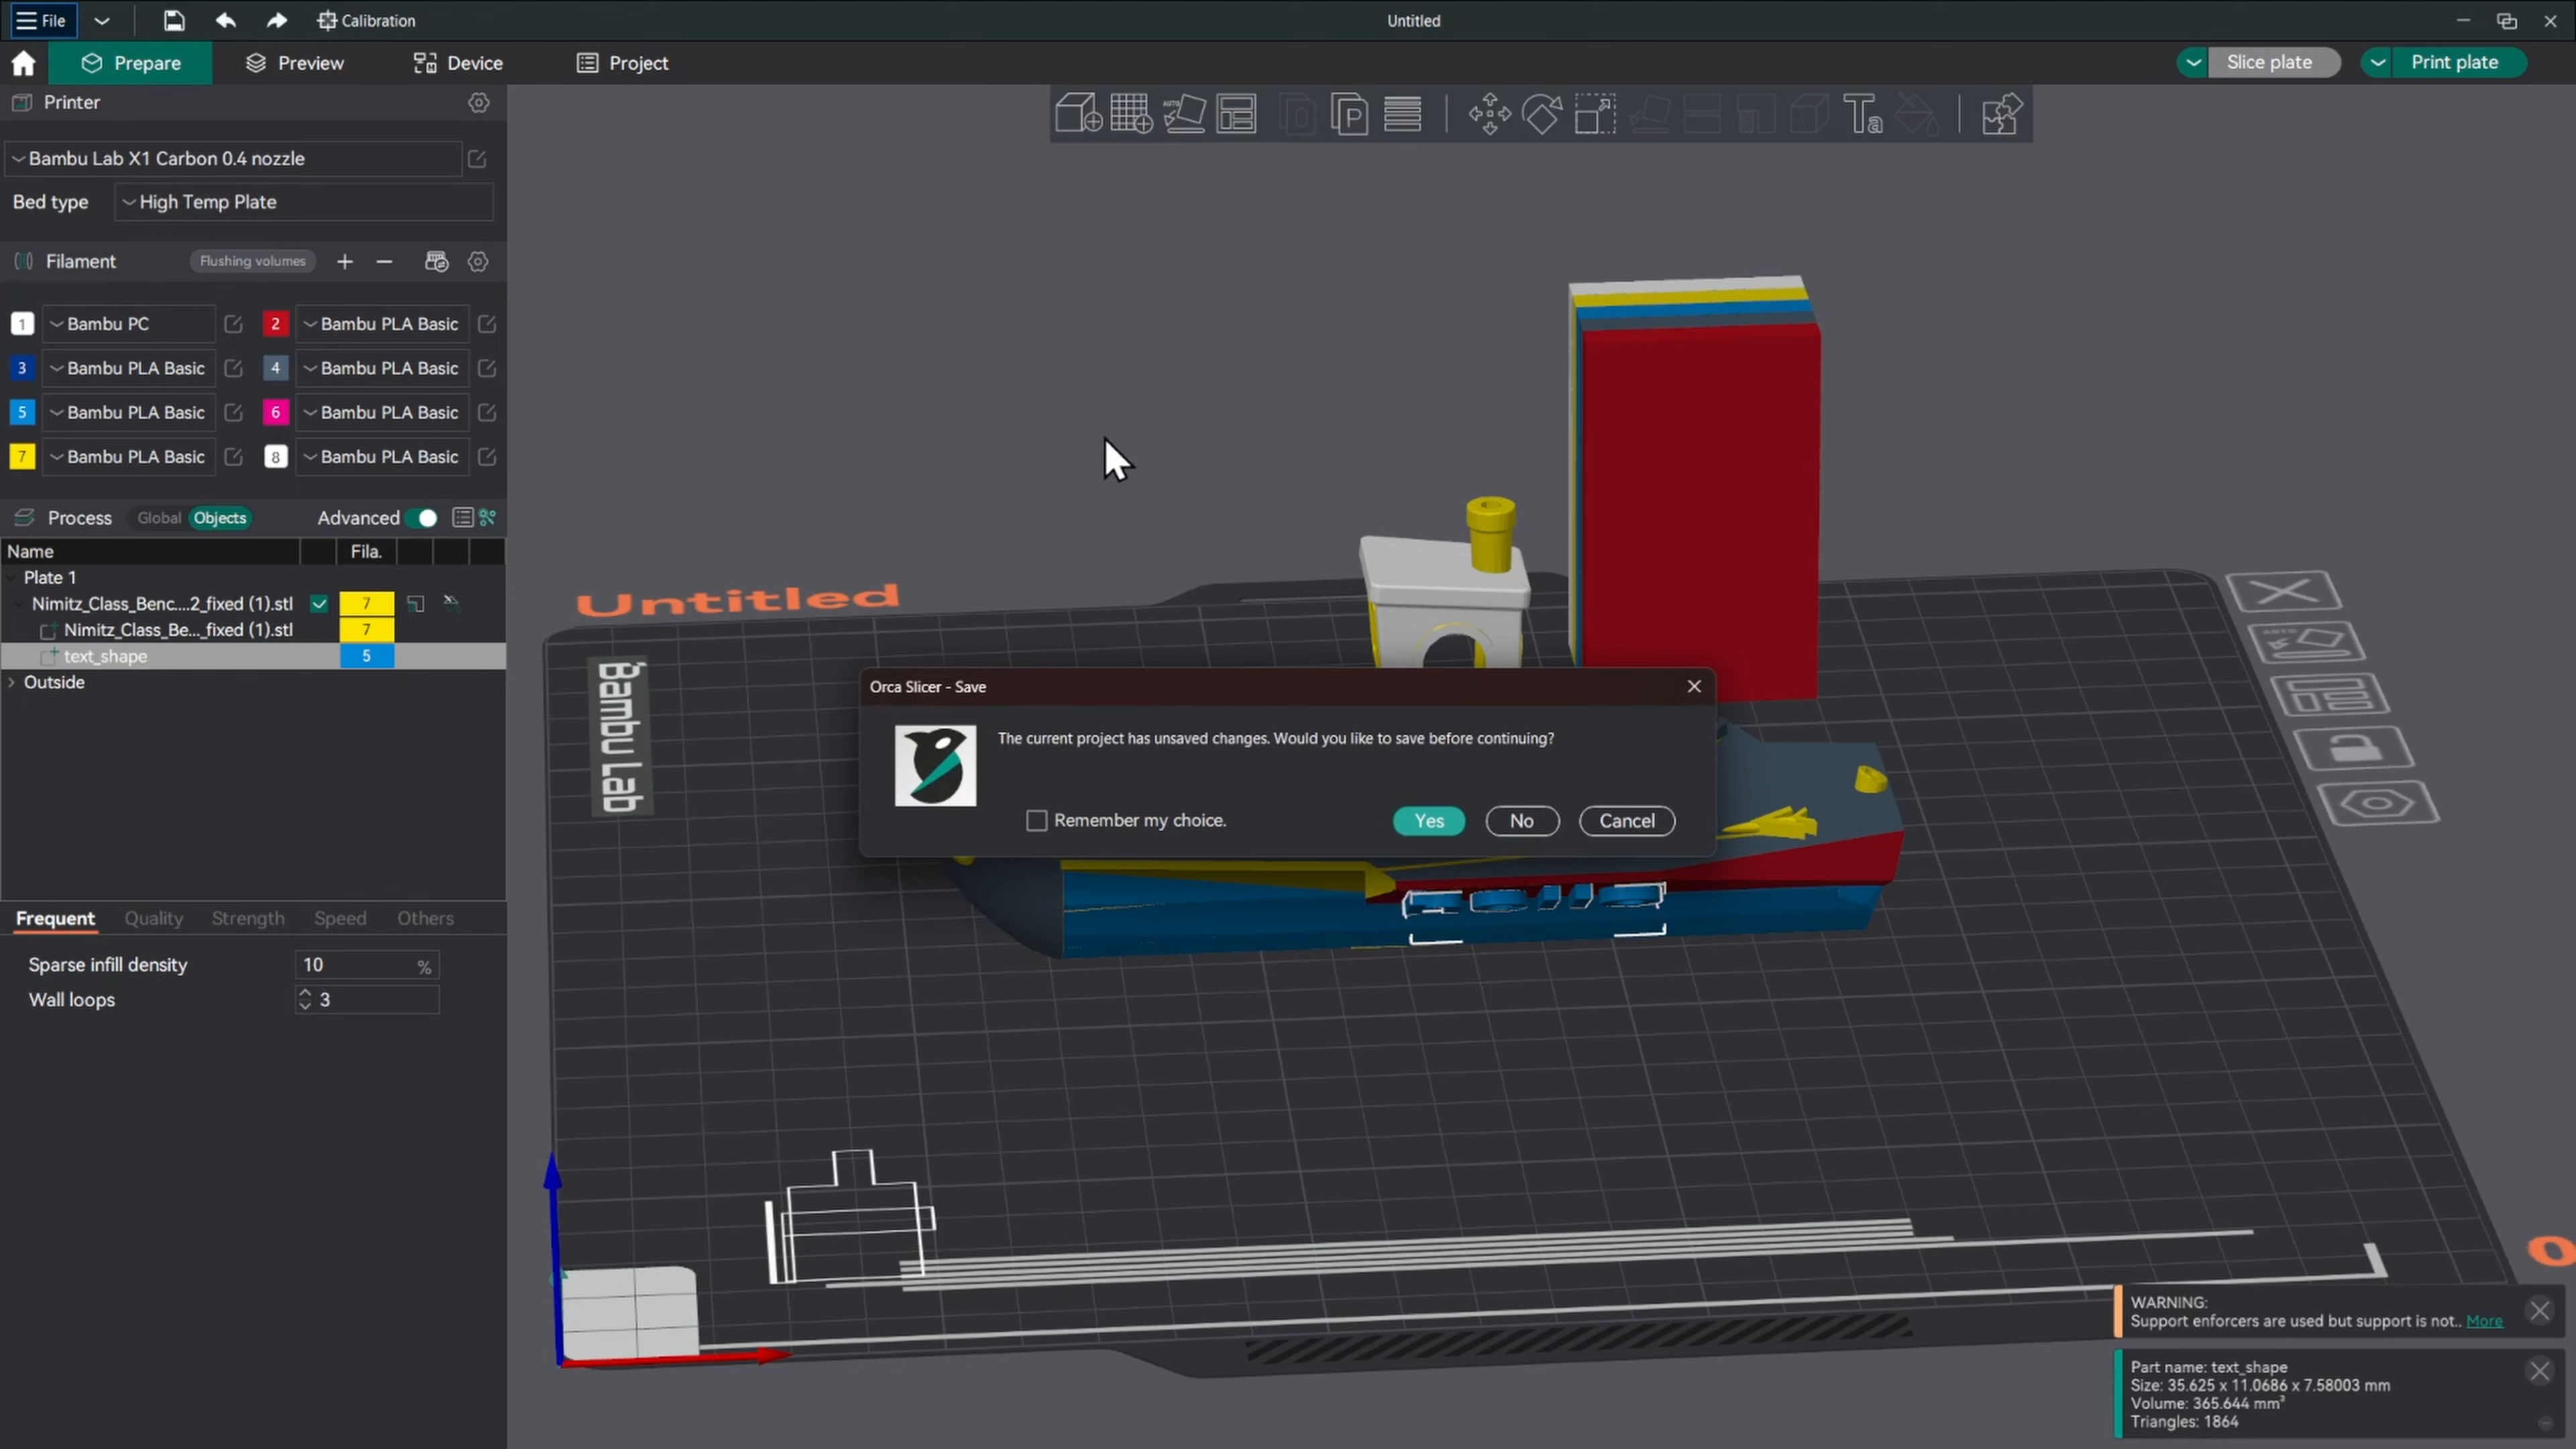 File
Calibration
Untitled
Prepare
Preview
Device
Project
Slice plate
Print plate
Printer
Bambu Lab X1 Carbon 0.4 nozzle
Bed type
High Temp Plate
Filament
Flushing volumes
1 Bambu PC
2 Bambu PLA Basic
3 Bambu PLA Basic
4 Bambu PLA Basic
5 Bambu PLA Basic
6 Bambu PLA Basic
7 Bambu PLA Basic
8 Bambu PLA Basic
Process Global Objects Advanced
Name Fila.
Plate 1
Nimitz_Class_Benc....2_fixed (1).stl 7
Nimitz_Class_Be..._fixed (1).stl 7
text_shape 5
Outside
Frequent Quality Strength Speed Others
Sparse infill density 10 %
Wall loops 3
AUTO
P
Ta
Untitled
Bambu Lab
Orca Slicer - Save
The current project has unsaved changes. Would you like to save before continuing?
Remember my choice.
Yes
No
Cancel
AUTO
0
WARNING:
Support enforcers are used but support is not.. More
Part name: text_shape
Size: 35.625 x 11.0686 x 7.58003 mm
Volume: 365.644 mm³
Triangles: 1864